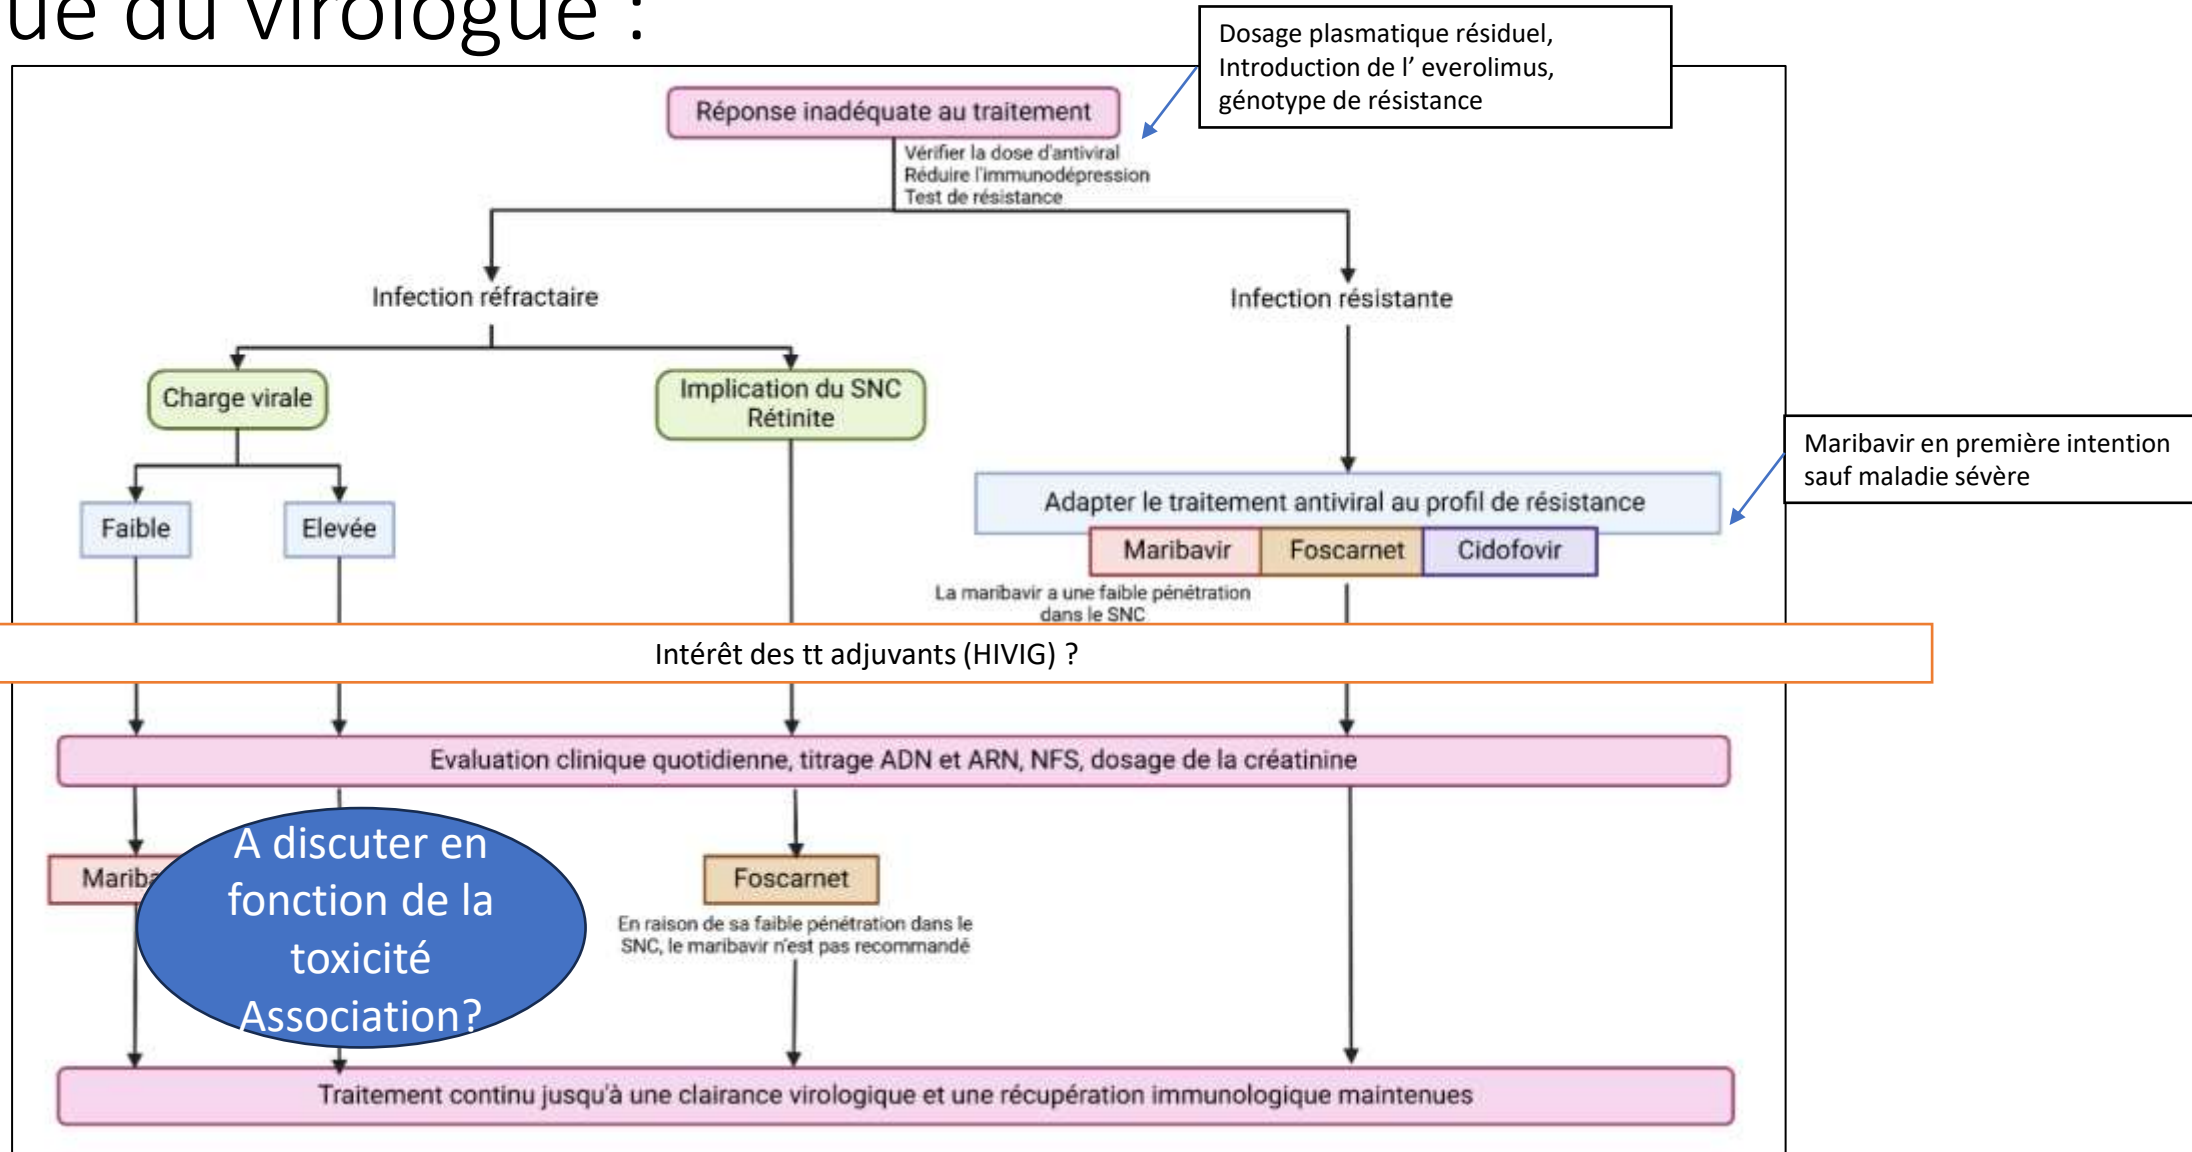 ue du virologue :
Dosage plasmatique résiduel,
Introduction de l' everolimus,
génotype de résistance
Réponse inadéquate au traitement
Vérifier la dose d'antiviral
Réduire l'immunodépression
Test de résistance
Infection réfractaire
Infection résistante
Charge virale
Implication du SNC
Rétinite
Maribavir en première intention
sauf maladie sévère
Faible
Elevée
Adapter le traitement antiviral au profil de résistance
Maribavir
Foscarnet
Cidofovir
La maribavir a une faible pénétration
dans le SNC
Intérêt des tt adjuvants (HIVIG) ?
Evaluation clinique quotidienne, titrage ADN et ARN, NFS, dosage de la créatinine
A discuter en
fonction de la
toxicité
Association?
Foscarnet
En raison de sa faible pénétration dans le
SNC, le maribavir n'est pas recommandé
Traitement continu jusqu'à une clairance virologique et une récupération immunologique maintenues